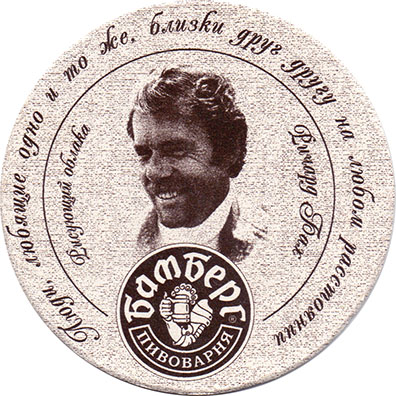 Люди, любящие одно и то же, близки друг другу на любом расстоянии
Бегущий облака
Ричард Бах
Бамберг®
ПИВОВАРНЯ